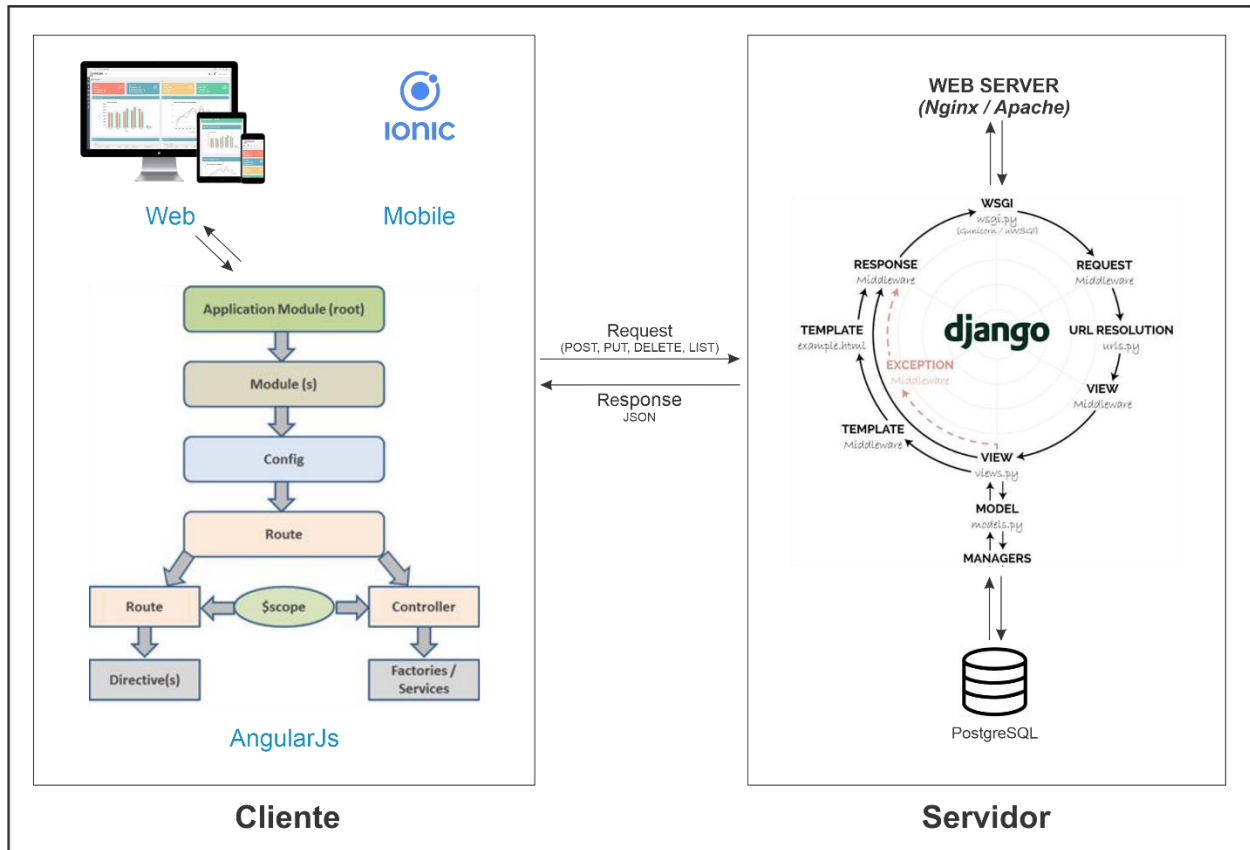 IONIC
Web
Mobile
Application Module (root)
Module (s)
Config
Route
Route
$scope
Controller
Directive(s)
Factories /
Services
AngularJs
Cliente
Request
(POST, PUT, DELETE, LIST)
Response
JSON
WEB SERVER
(Nginx / Apache)
WSGI
wsgi.py
(Gunicorn / uWSGI)
RESPONSE
Middleware
REQUEST
Middleware
TEMPLATE
example.html
django
URL RESOLUTION
urls.py
EXCEPTION
Middleware
VIEW
Middleware
TEMPLATE
Middleware
VIEW
views.py
MODEL
models.py
MANAGERS
PostgreSQL
Servidor